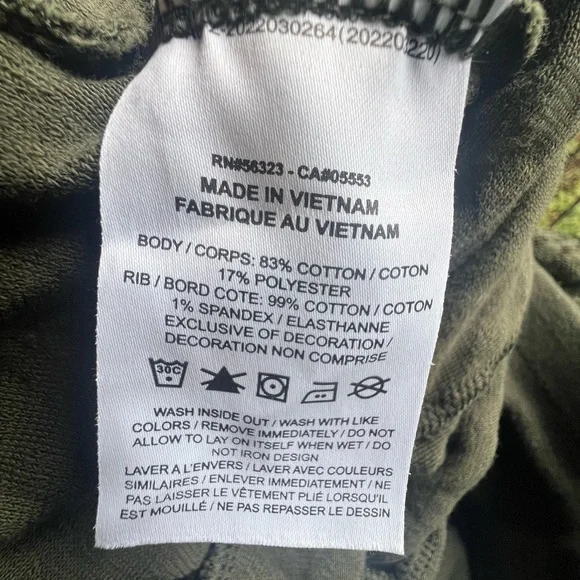 2022030264(20220220)
RN#56323 - CA#05553
MADE IN VIETNAM
FABRIQUE AU VIETNAM
BODY / CORPS: 83% COTTON / COTON
17% POLYESTER
RIB / BORD COTE: 99% COTTON / COTON
1% SPANDEX / ELASTHANNE
EXCLUSIVE OF DECORATION /
DECORATION NON COMPRISE
30C
WASH INSIDE OUT / WASH WITH LIKE
COLORS / REMOVE IMMEDIATELY / DO NOT
ALLOW TO LAY ON ITSELF WHEN WET / DO
NOT IRON DESIGN
LAVER A L'ENVERS / LAVER AVEC COULEURS
SIMILAIRES / ENLEVER IMMEDIATEMENT / NE
PAS LAISSER LE VÊTEMENT PLIÉ LORSQU'IL
EST MOUILLÉ / NE PAS REPASSER LE DESSIN